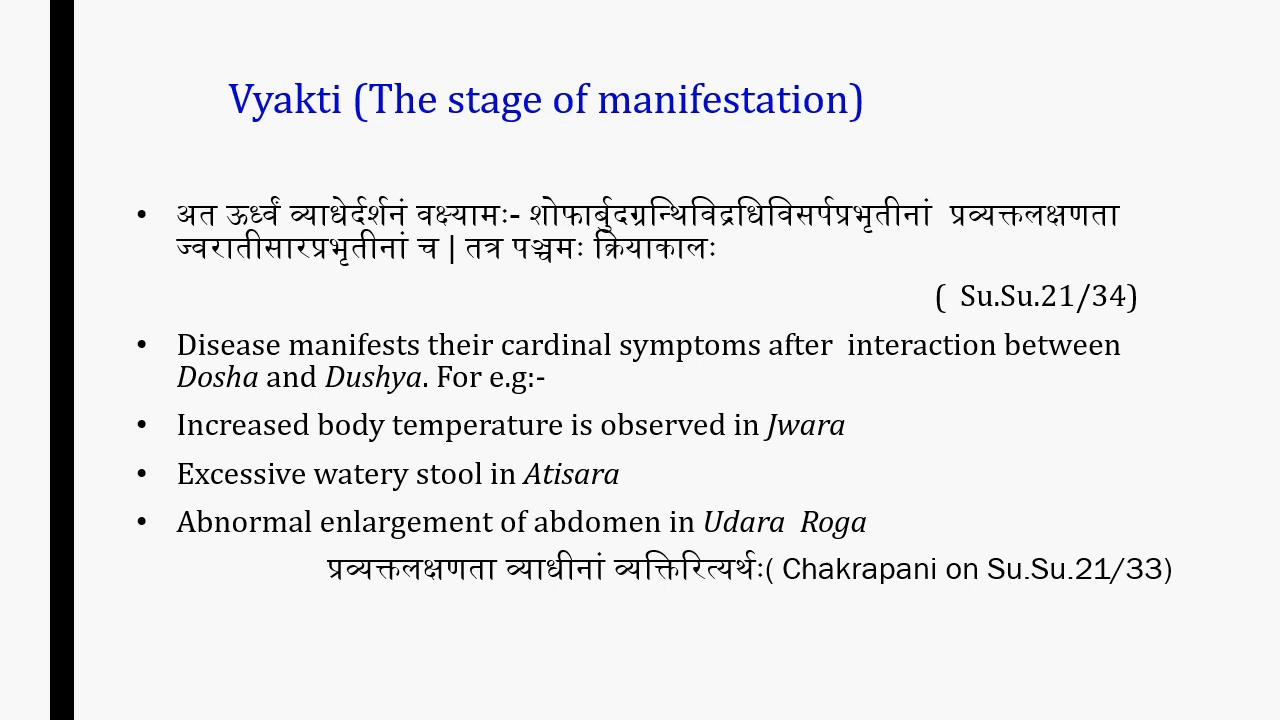 Vyakti (The stage of manifestation)
• अत ऊर्ध्वं व्याधेर्दर्शनं वक्ष्यामः- शोफार्बुदग्रन्थिविद्रधिविसर्पप्रभृतीनां प्रव्यक्तलक्षणता
ज्वरातीसारप्रभृतीनां च | तत्र पञ्चमः क्रियाकालः
( Su.Su.21/34)
• Disease manifests their cardinal symptoms after interaction between
Dosha and Dushya. For e.g:-
• Increased body temperature is observed in Jwara
• Excessive watery stool in Atisara
• Abnormal enlargement of abdomen in Udara Roga
प्रव्यक्तलक्षणता व्याधीनां व्यक्तिरित्यर्थः( Chakrapani on Su.Su.21/33)